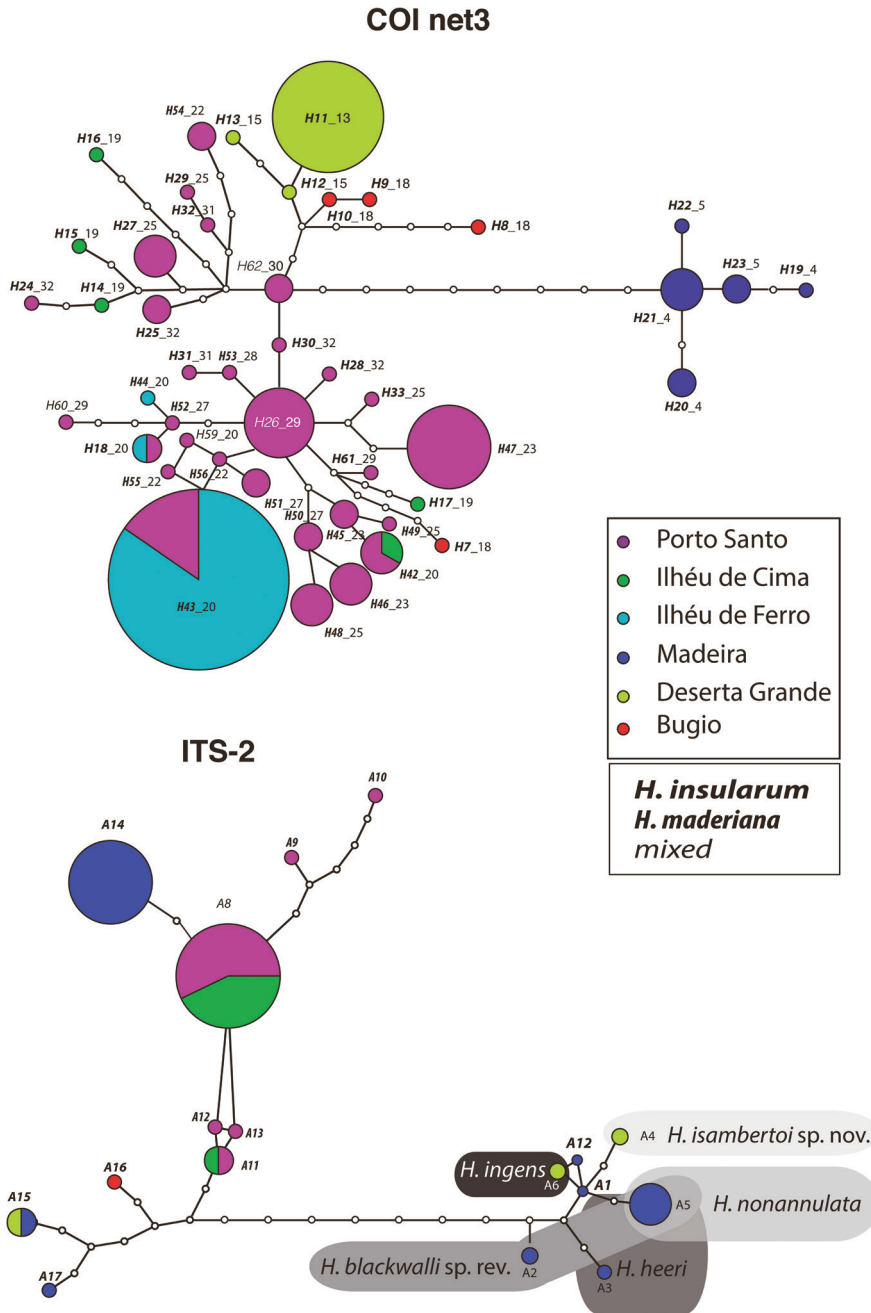 COI net3
H54_22
H13_15
H11_13
H16_19
H29_25
H12_15
H9_18
H32_31
H10_18
H8_18
H22_5
H27_25
H15_19
H62_30
H23_5
H19_4
H24_32
H14_19
H25_32
H21_4
H30_32
H31_31
H53_28
H28_32
H20_4
H44_20
H33_25
H60_29
H52_27
H26_29
H59_20
H47_23
H18_20
H56_22
H61_29
H55_22
H51_27
H17_19
H50_27
H45_23
H49_25
H7_18
H42_20
H43_20
H46_23
H48_25
Porto Santo
Ilhéu de Cima
Ilhéu de Ferro
Madeira
Deserta Grande
Bugio
H. insularum
H. maderiana
mixed
ITS-2
A10
A14
A9
A8
A12
A13
A11
A4 H. isambertoi sp. nov.
A12
H. ingens
A16
A6
A1
A15
A5 H. nonannulata
H. blackwalli sp. rev.
A2
H. heeri
A17
A3